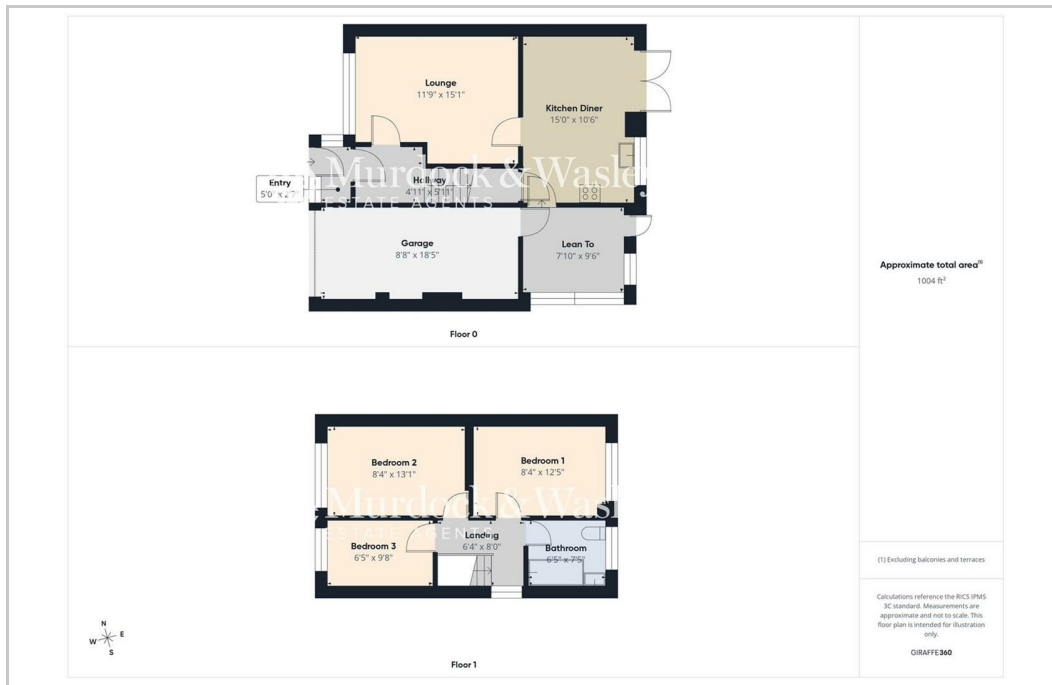 Lounge
11'9" x 15'1"
Kitchen Diner
15'0" x 10'6"
Entry
Hallway
4'11" x 5'11"
Murdock & Wasley
ESTATE AGENTS
Garage
8'8" x 18'5"
Lean To
7'10" x 9'6"
Floor 0
Approximate total area(1)
1004 ft²
Bedroom 2
8'4" x 13'1"
Bedroom 1
8'4" x 12'5"
Murdock & Wasley
ESTATE AGENTS
Bedroom 3
6'5" x 9'8"
Landing
6'4" x 8'0"
Bathroom
6'5" x 7'5"
N
W E
S
Floor 1
(1) Excluding balconies and terraces
Calculations reference the RICS IPMS
3C standard. Measurements are
approximate and not to scale. This
floor plan is intended for illustration
only.
GIRAFFE360